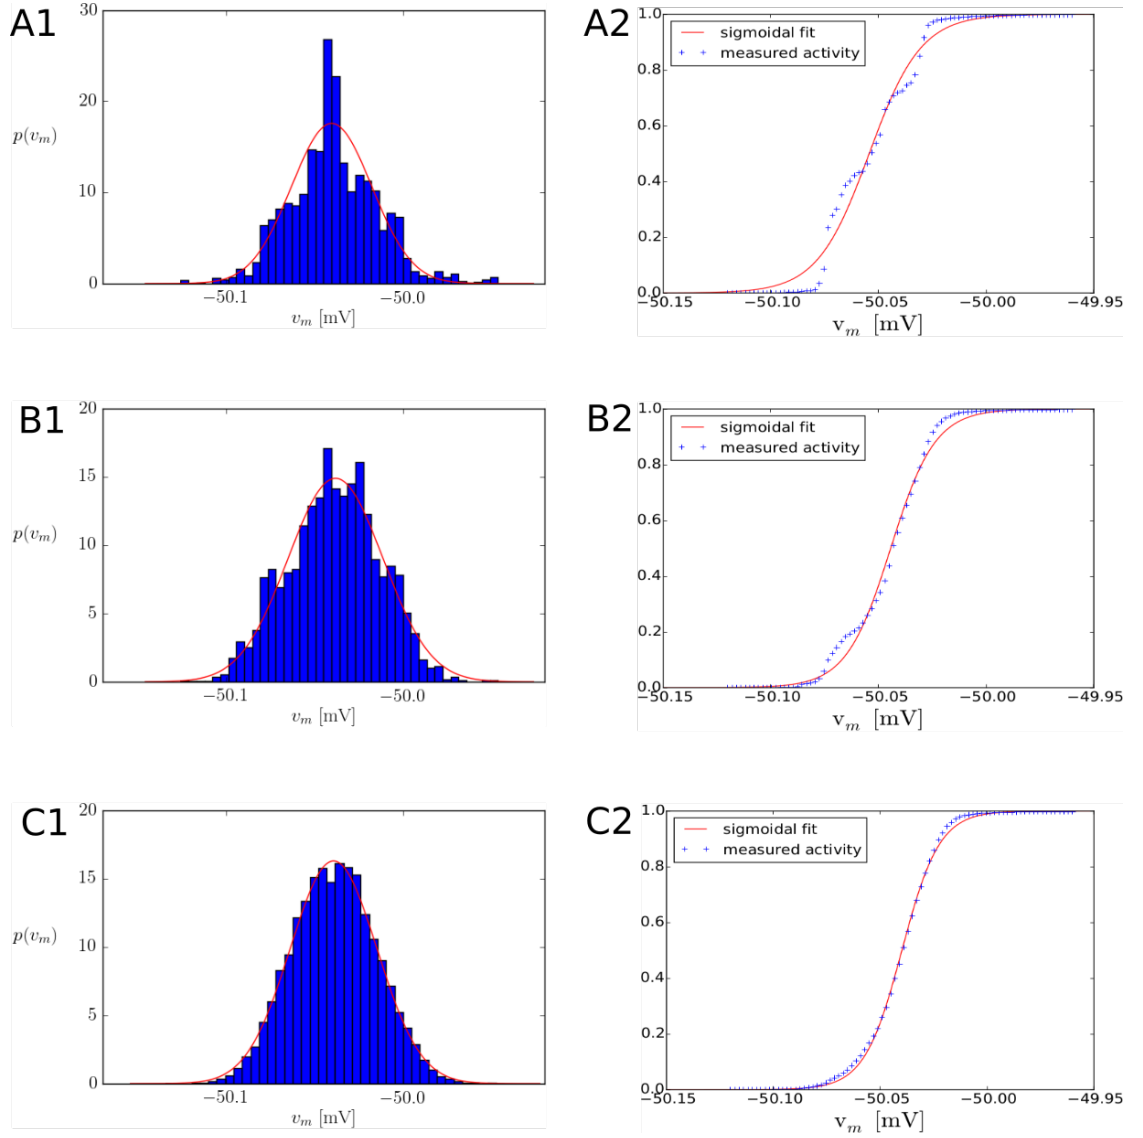 A1
30
20
10
0
p(v_m)
−50.1
−50.0
v_m [mV]
A2
1.0
0.8
0.6
0.4
0.2
0.0
sigmoidal fit
measured activity
−50.15
−50.10
−50.05
−50.00
−49.95
v_m [mV]
B1
20
15
10
5
0
p(v_m)
−50.1
−50.0
v_m [mV]
B2
1.0
0.8
0.6
0.4
0.2
0.0
sigmoidal fit
measured activity
−50.15
−50.10
−50.05
−50.00
−49.95
v_m [mV]
C1
20
15
10
5
0
p(v_m)
−50.1
−50.0
v_m [mV]
C2
1.0
0.8
0.6
0.4
0.2
0.0
sigmoidal fit
measured activity
−50.15
−50.10
−50.05
−50.00
−49.95
v_m [mV]